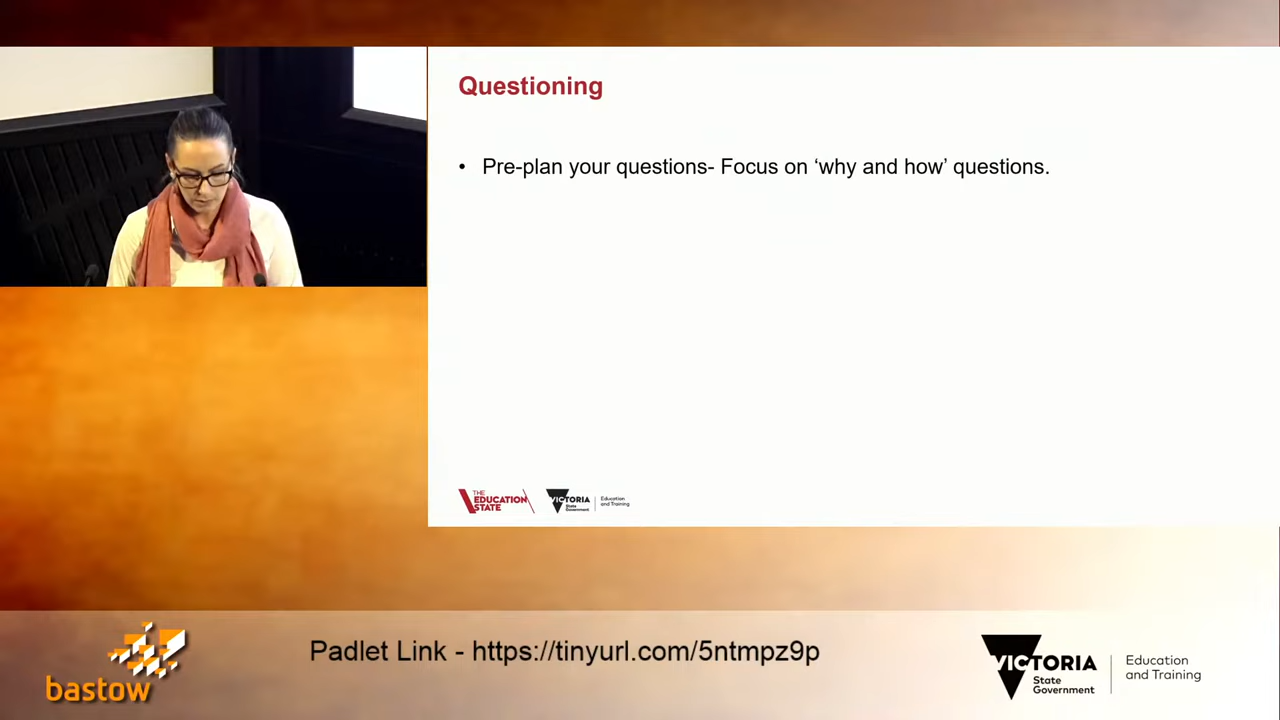 Questioning
• Pre-plan your questions- Focus on ‘why and how’ questions.
THE
EDUCATION
STATE
VICTORIA
State
Government
Education
and Training
Padlet Link - https://tinyurl.com/5ntmpz9p
bastow
VICTORIA
State
Government
Education
and Training